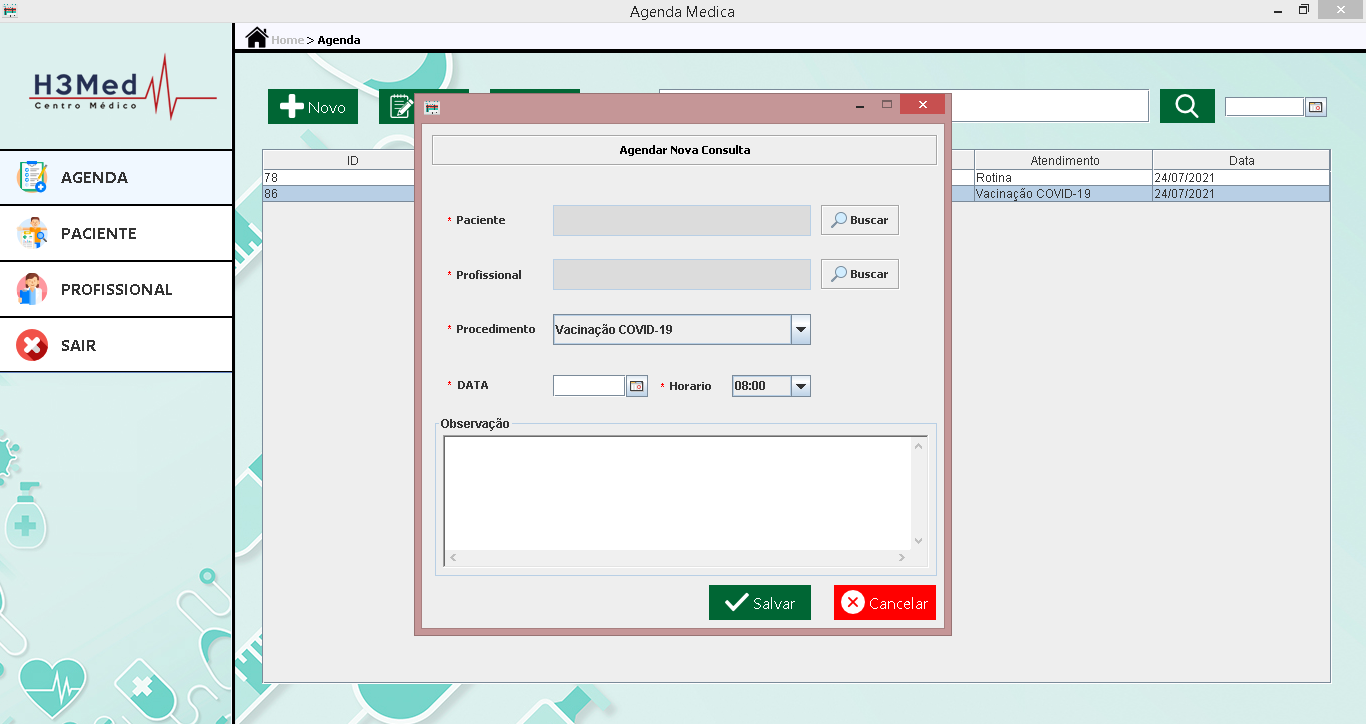 Agenda Medica
Home > Agenda
H3Med
Centro Médico
AGENDA
PACIENTE
PROFISSIONAL
SAIR
Novo
ID Atendimento Data
78 Rotina 24/07/2021
86 Vacinação COVID-19 24/07/2021
Agendar Nova Consulta
* Paciente Buscar
* Profissional Buscar
* Procedimento Vacinação COVID-19
* DATA * Horario 08:00
Observação
Salvar Cancelar